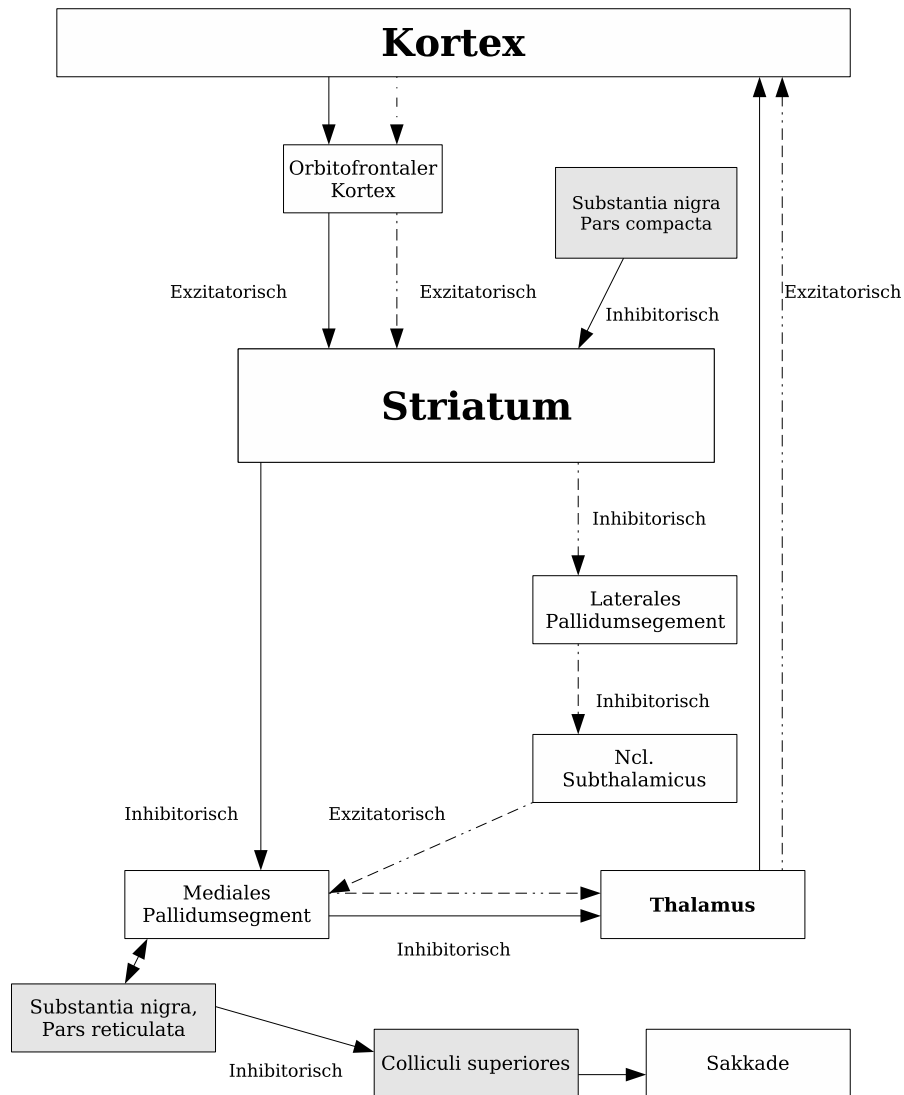 Kortex
Orbitofrontaler
Kortex
Substantia nigra
Pars compacta
Exzitatorisch
Exzitatorisch
Exzitatorisch
Inhibitorisch
Striatum
Inhibitorisch
Laterales
Pallidumsegement
Inhibitorisch
Ncl.
Subthalamicus
Inhibitorisch
Exzitatorisch
Mediales
Pallidumsegment
Thalamus
Inhibitorisch
Substantia nigra,
Pars reticulata
Inhibitorisch
Colliculi superiores
Sakkade